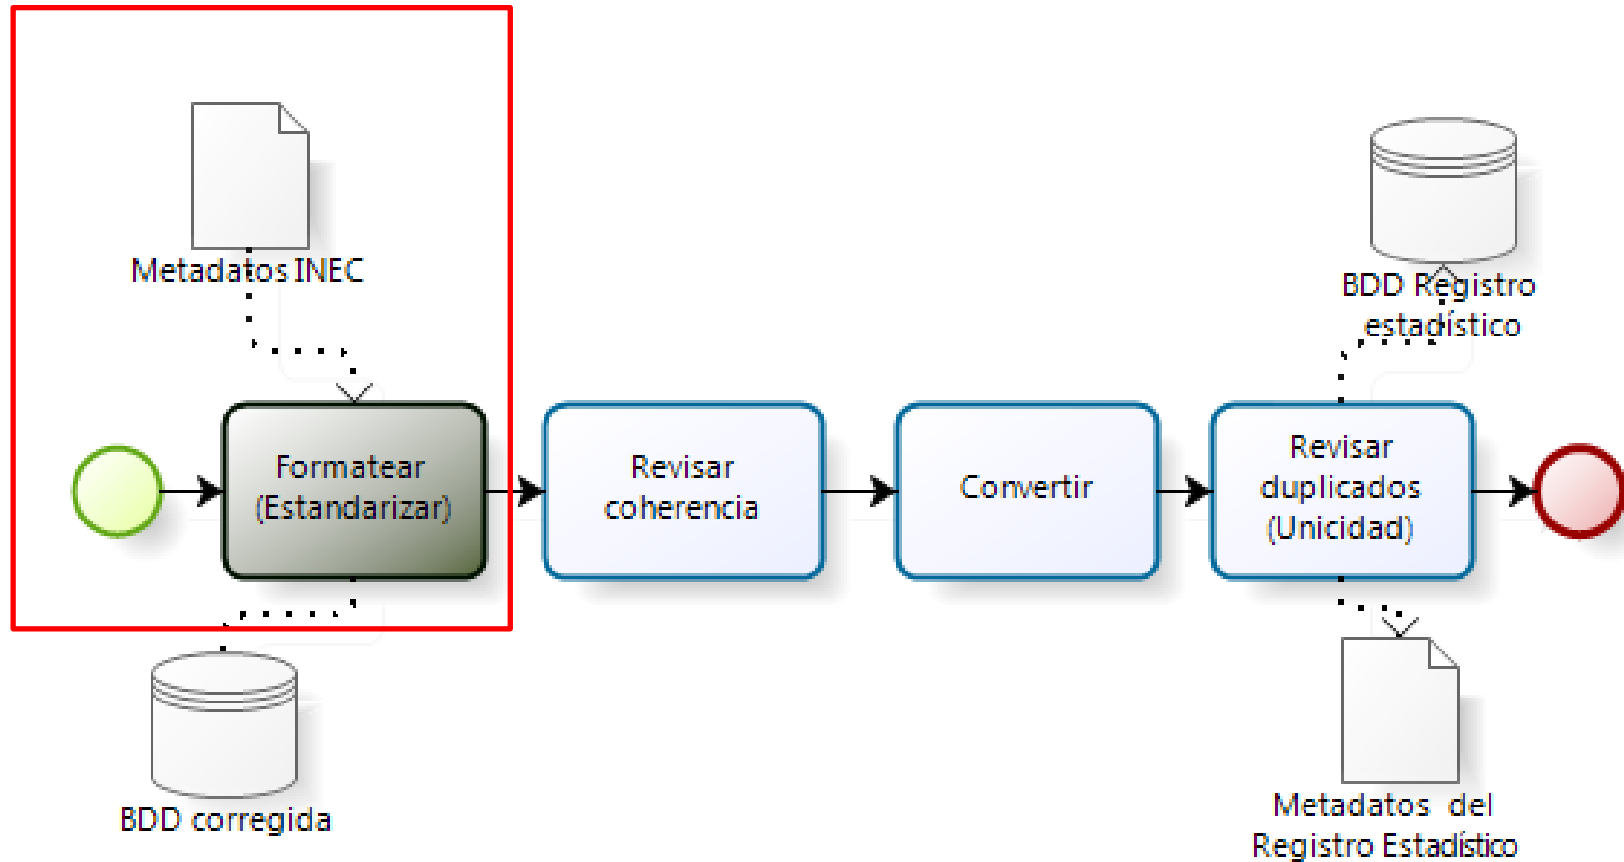 Metadatos INEC
BDD Registro
estadístico
Formatear
(Estandarizar)
Revisar
coherencia
Convertir
Revisar
duplicados
(Unicidad)
BDD corregida
Metadatos del
Registro Estadístico